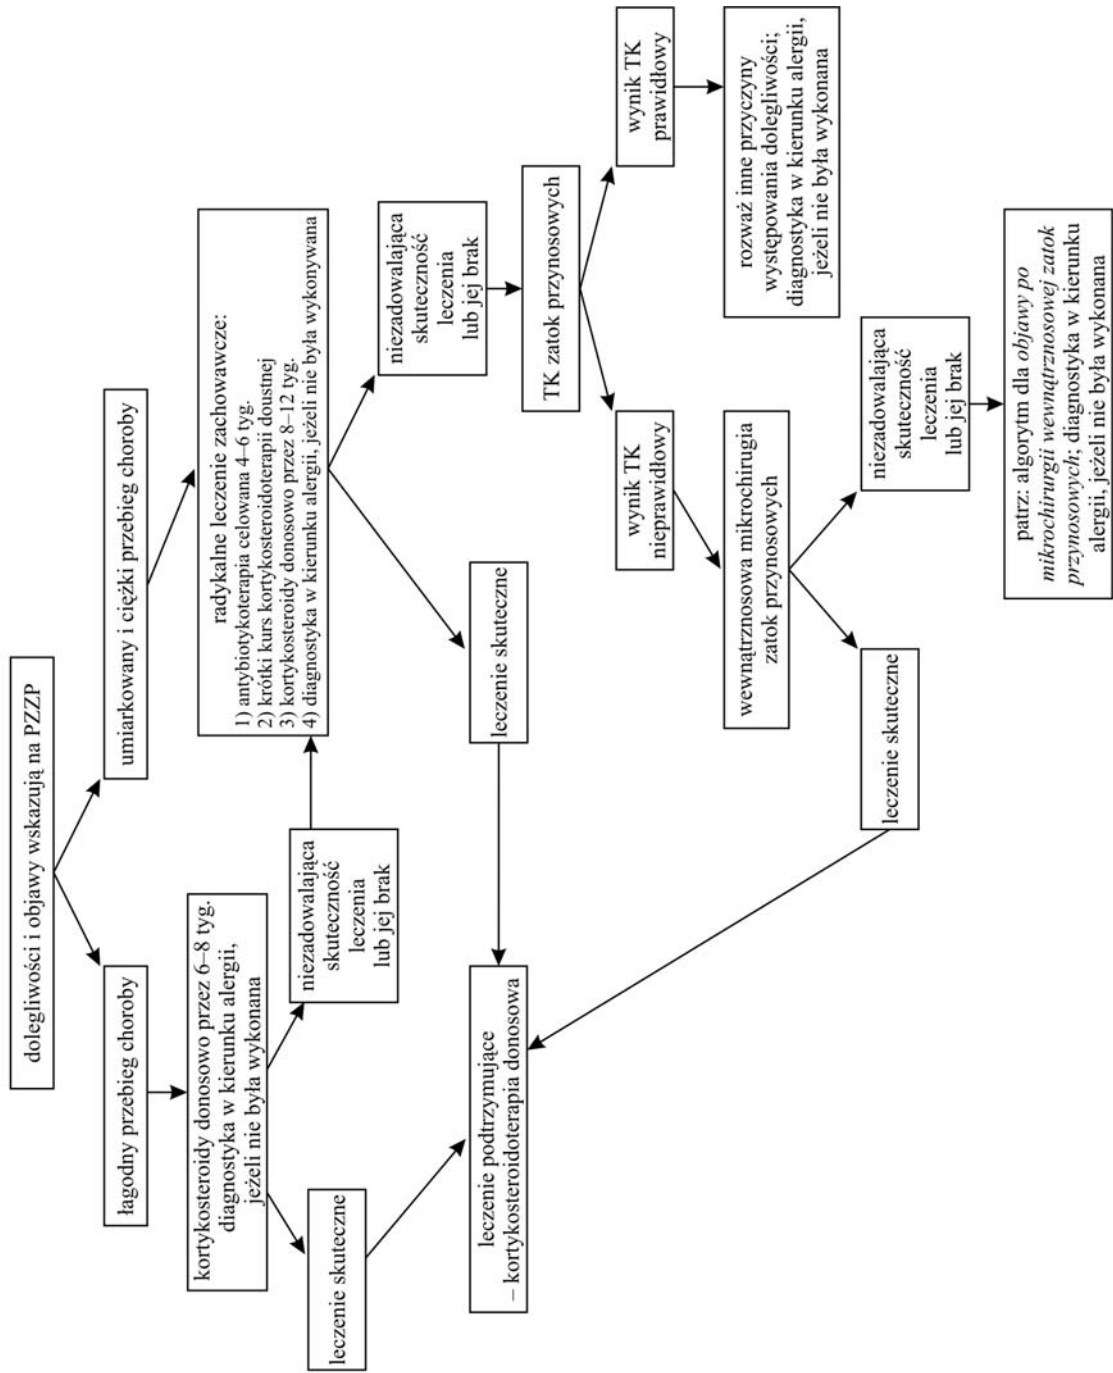 dolegliwości i objawy wskazują na PZZP
łagodny przebieg choroby
umiarkowany i ciężki przebieg choroby
kortykosteroidy donosowo przez 6–8 tyg.
diagnostyka w kierunku alergii,
jeżeli nie była wykonana
radykalne leczenie zachowawcze:
1) antybiotykoterapia celowana 4–6 tyg.
2) krótki kurs kortykosteroidoterapii doustnej
3) kortykosteroidy donosowo przez 8–12 tyg.
4) diagnostyka w kierunku alergii, jeżeli nie była wykonywana
leczenie skuteczne
niezadowalająca
skuteczność
leczenia
lub jej brak
niezadowalająca
skuteczność
leczenia
lub jej brak
leczenie podtrzymujące
– kortykosteroidoterapia donosowa
leczenie skuteczne
TK zatok przynosowych
wynik TK
nieprawidłowy
wynik TK
prawidłowy
wewnątrznosowa mikrochirugia
zatok przynosowych
rozważ inne przyczyny
występowania dolegliwości;
diagnostyka w kierunku alergii,
jeżeli nie była wykonana
leczenie skuteczne
niezadowalająca
skuteczność
leczenia
lub jej brak
patrz: algorytm dla objawy po
mikrochirurgii wewnątrznosowej zatok
przynosowych; diagnostyka w kierunku
alergii, jeżeli nie była wykonana